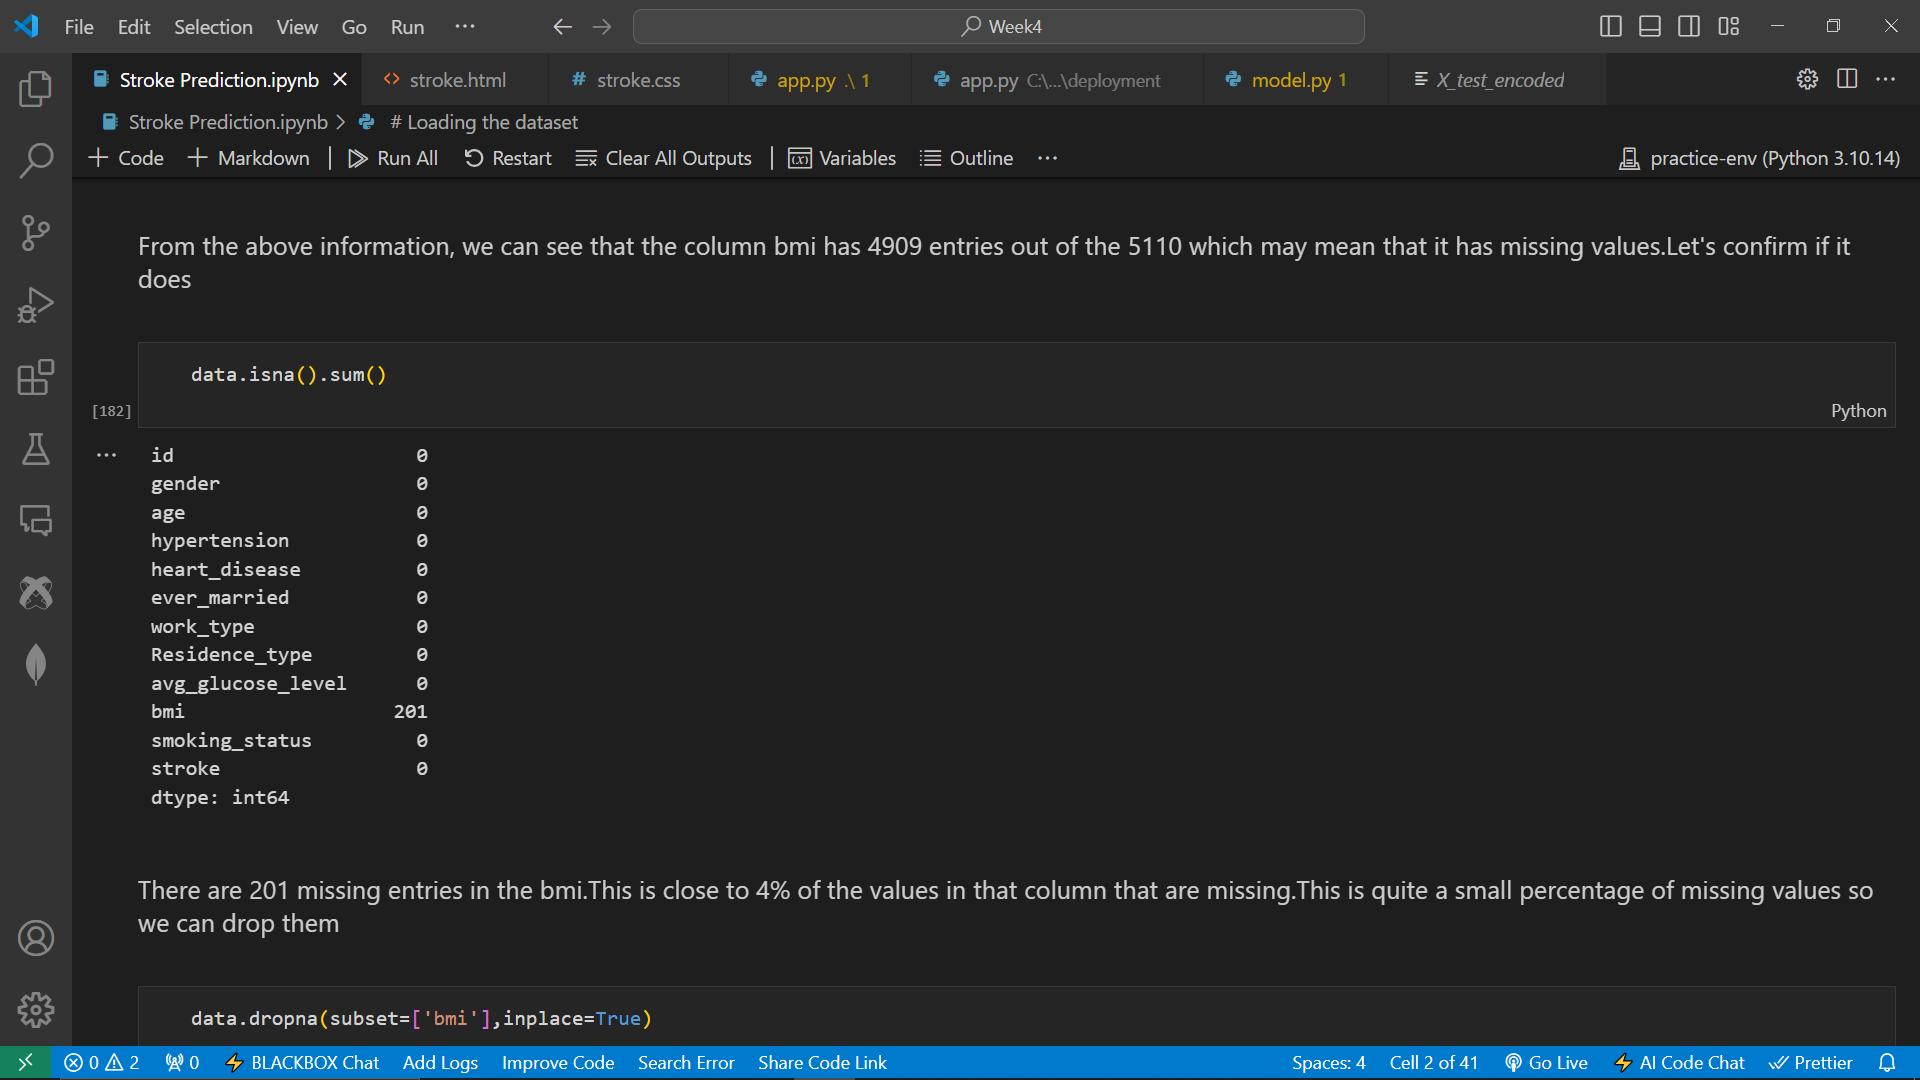 File Edit Selection View Go Run ··· Week4
Stroke Prediction.ipynb stroke.html # stroke.css app.py .\ 1 app.py C:\...\deployment model.py 1 X_test_encoded ···
Stroke Prediction.ipynb > # Loading the dataset
+ Code + Markdown | Run All Restart Clear All Outputs | Variables Outline ··· practice-env (Python 3.10.14)
From the above information, we can see that the column bmi has 4909 entries out of the 5110 which may mean that it has missing values.Let's confirm if it
does
data.isna().sum()
[182] Python
··· id 0
gender 0
age 0
hypertension 0
heart_disease 0
ever_married 0
work_type 0
Residence_type 0
avg_glucose_level 0
bmi 201
smoking_status 0
stroke 0
dtype: int64
There are 201 missing entries in the bmi.This is close to 4% of the values in that column that are missing.This is quite a small percentage of missing values so
we can drop them
data.dropna(subset=['bmi'],inplace=True)
0 2 0 BLACKBOX Chat Add Logs Improve Code Search Error Share Code Link Spaces: 4 Cell 2 of 41 Go Live AI Code Chat Prettier